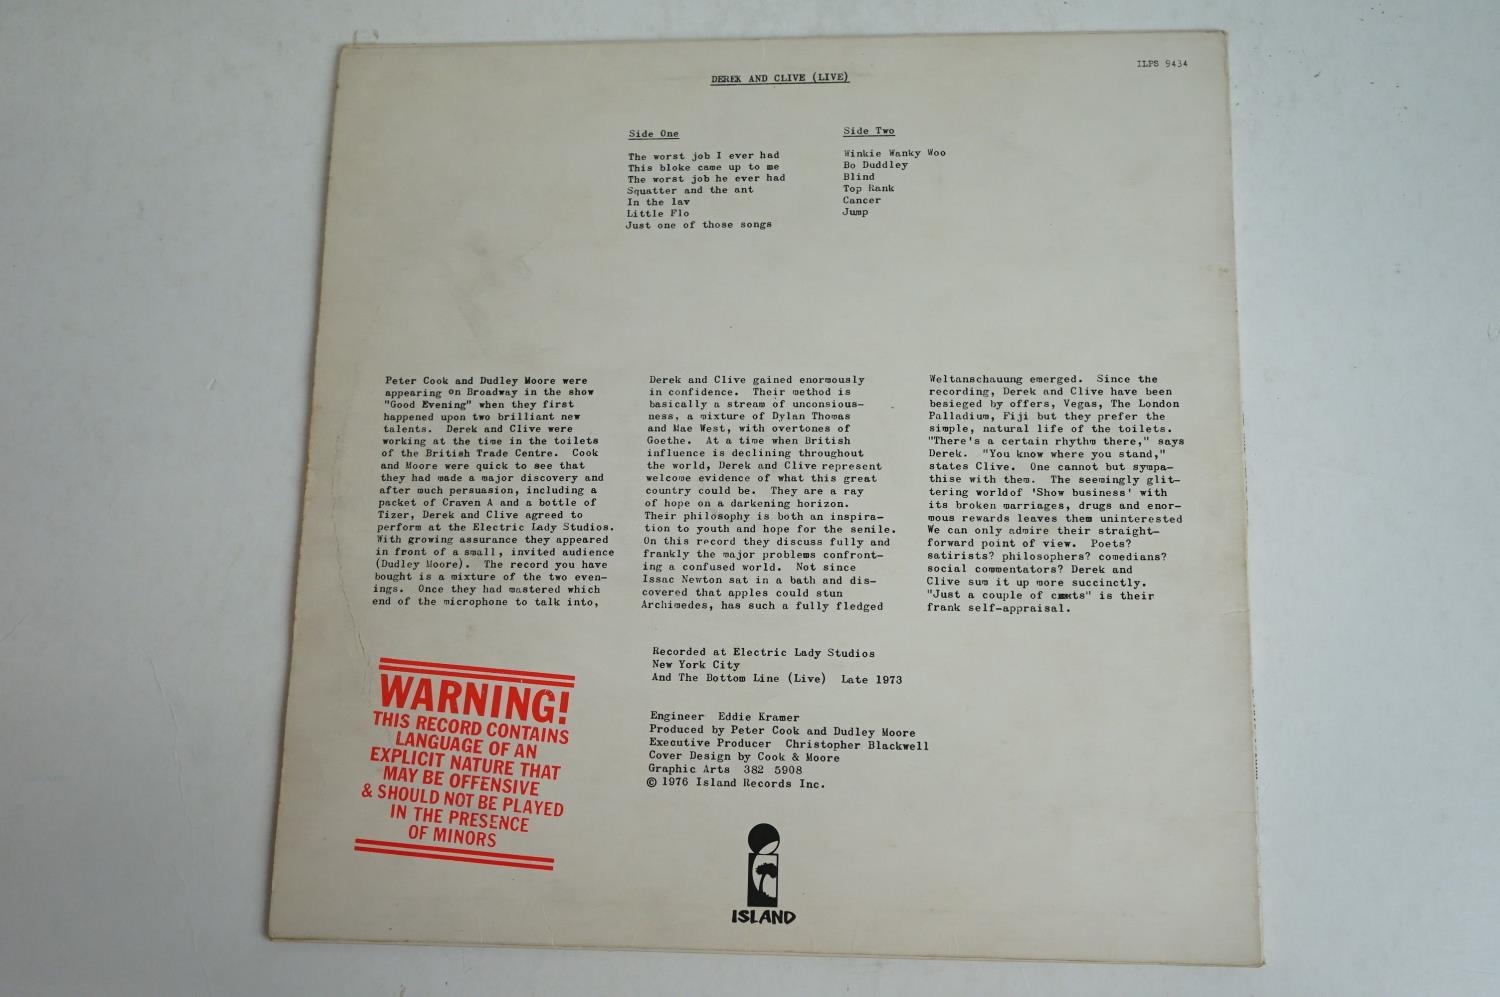 DEREK AND CLIVE (LIVE)
ILPS 9434
Side One
The worst job I ever had
This bloke came up to me
The worst job he ever had
Squatter and the ant
In the lav
Little Flo
Just one of those songs
Side Two
Winkie Wanky Woo
Bo Duddley
Blind
Top Rank
Cancer
Jump
Peter Cook and Dudley Moore were
appearing on Broadway in the show
"Good Evening" when they first
happened upon two brilliant new
talents.  Derek and Clive were
working at the time in the toilets
of the British Trade Centre.  Cook
and Moore were quick to see that
they had made a major discovery and
after much persuasion, including a
packet of Craven A and a bottle of
Tizer, Derek and Clive agreed to
perform at the Electric Lady Studios.
With growing assurance they appeared
in front of a small, invited audience
(Dudley Moore).  The record you have
bought is a mixture of the two even-
ings.  Once they had mastered which
end of the microphone to talk into,
Derek and Clive gained enormously
in confidence.  Their method is
basically a stream of unconsious-
ness, a mixture of Dylan Thomas
and Mae West, with overtones of
Goethe.  At a time when British
influence is declining throughout
the world, Derek and Clive represent
welcome evidence of what this great
country could be.  They are a ray
of hope on a darkening horizon.
Their philosophy is both an inspira-
tion to youth and hope for the senile.
On this record they discuss fully and
frankly the major problems confront-
ing a confused world.  Not since
Issac Newton sat in a bath and dis-
covered that apples could stun
Archimedes, has such a fully fledged
Weltanschauung emerged.  Since the
recording, Derek and Clive have been
besieged by offers, Vegas, The London
Palladium, Fiji but they prefer the
simple, natural life of the toilets.
"There's a certain rhythm there," says
Derek.  "You know where you stand,"
states Clive.  One cannot but sympa-
thise with them.  The seemingly glit-
tering worldof 'Show business' with
its broken marriages, drugs and enor-
mous rewards leaves them uninterested
We can only admire their straight-
forward point of view.  Poets?
satirists? philosophers? comedians?
social commentators? Derek and
Clive sum it up more succinctly.
"Just a couple of cxxts" is their
frank self-appraisal.
Recorded at Electric Lady Studios
New York City
And The Bottom Line (Live)  Late 1973
Engineer  Eddie Kramer
Produced by Peter Cook and Dudley Moore
Executive Producer  Christopher Blackwell
Cover Design by Cook & Moore
Graphic Arts  382 5908
© 1976 Island Records Inc.
WARNING!
THIS RECORD CONTAINS
LANGUAGE OF AN
EXPLICIT NATURE THAT
MAY BE OFFENSIVE
& SHOULD NOT BE PLAYED
IN THE PRESENCE
OF MINORS
ISLAND